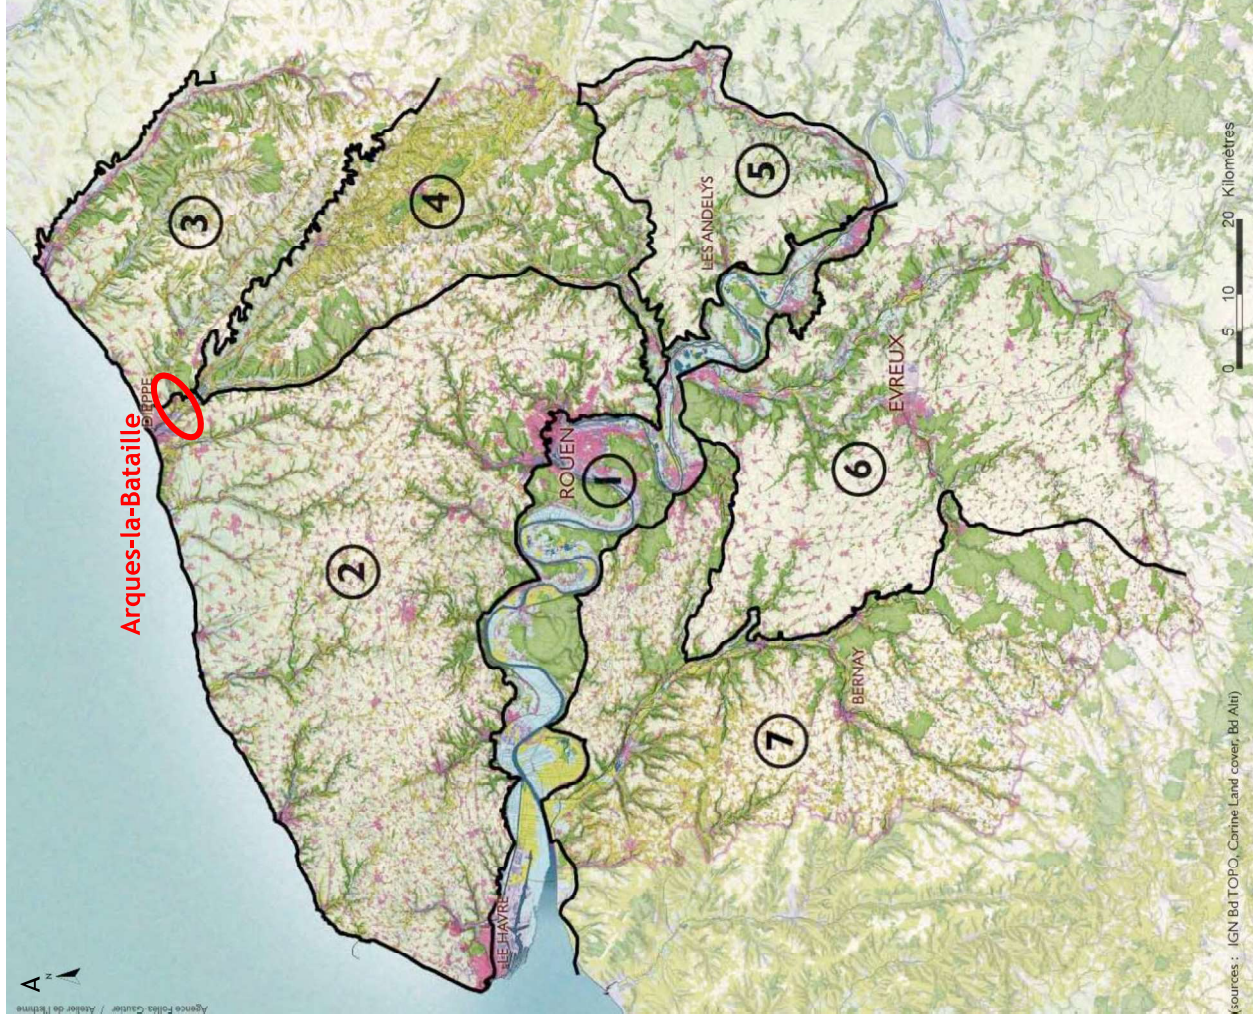 Agence Folléa-Gautier / Atelier de l'Isthme
A
N
Arques-la-Bataille
DIEPPE
3
2
4
LE HAVRE
ROUEN
1
LES ANDELYS
5
7
BERNAY
6
EVREUX
0 5 10 20 Kilomètres
(sources : IGN Bd TOPO, Corine Land cover, Bd Alti)